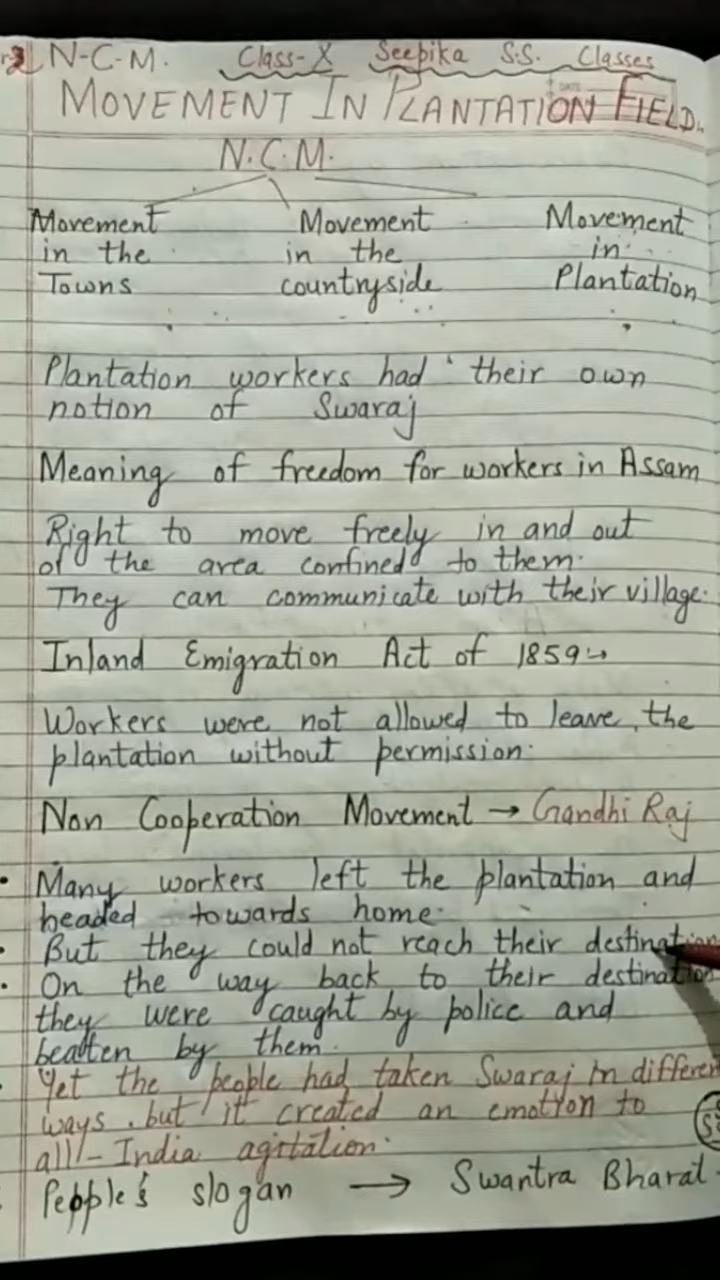 N-C-M. Class-X Seepika S.S. Classes
MOVEMENT IN PLANTATION FIELD.
N.C.M.
Movement in the Towns
Movement in the countryside
Movement in Plantation
Plantation workers had their own
notion of Swaraj
Meaning of freedom for workers in Assam
Right to move freely in and out
of the area confined to them.
They can communicate with their village.
Inland Emigration Act of 1859→
Workers were not allowed to leave the
plantation without permission.
Non Cooperation Movement → Gandhi Raj
• Many workers left the plantation and
headed towards home.
• But they could not reach their destination
• On the way back to their destination
they were caught by police and
beatten by them.
Yet the people had taken Swaraj in different
ways. but it created an emotion to
all-India agitation.
People's slogan → Swantra Bharat.